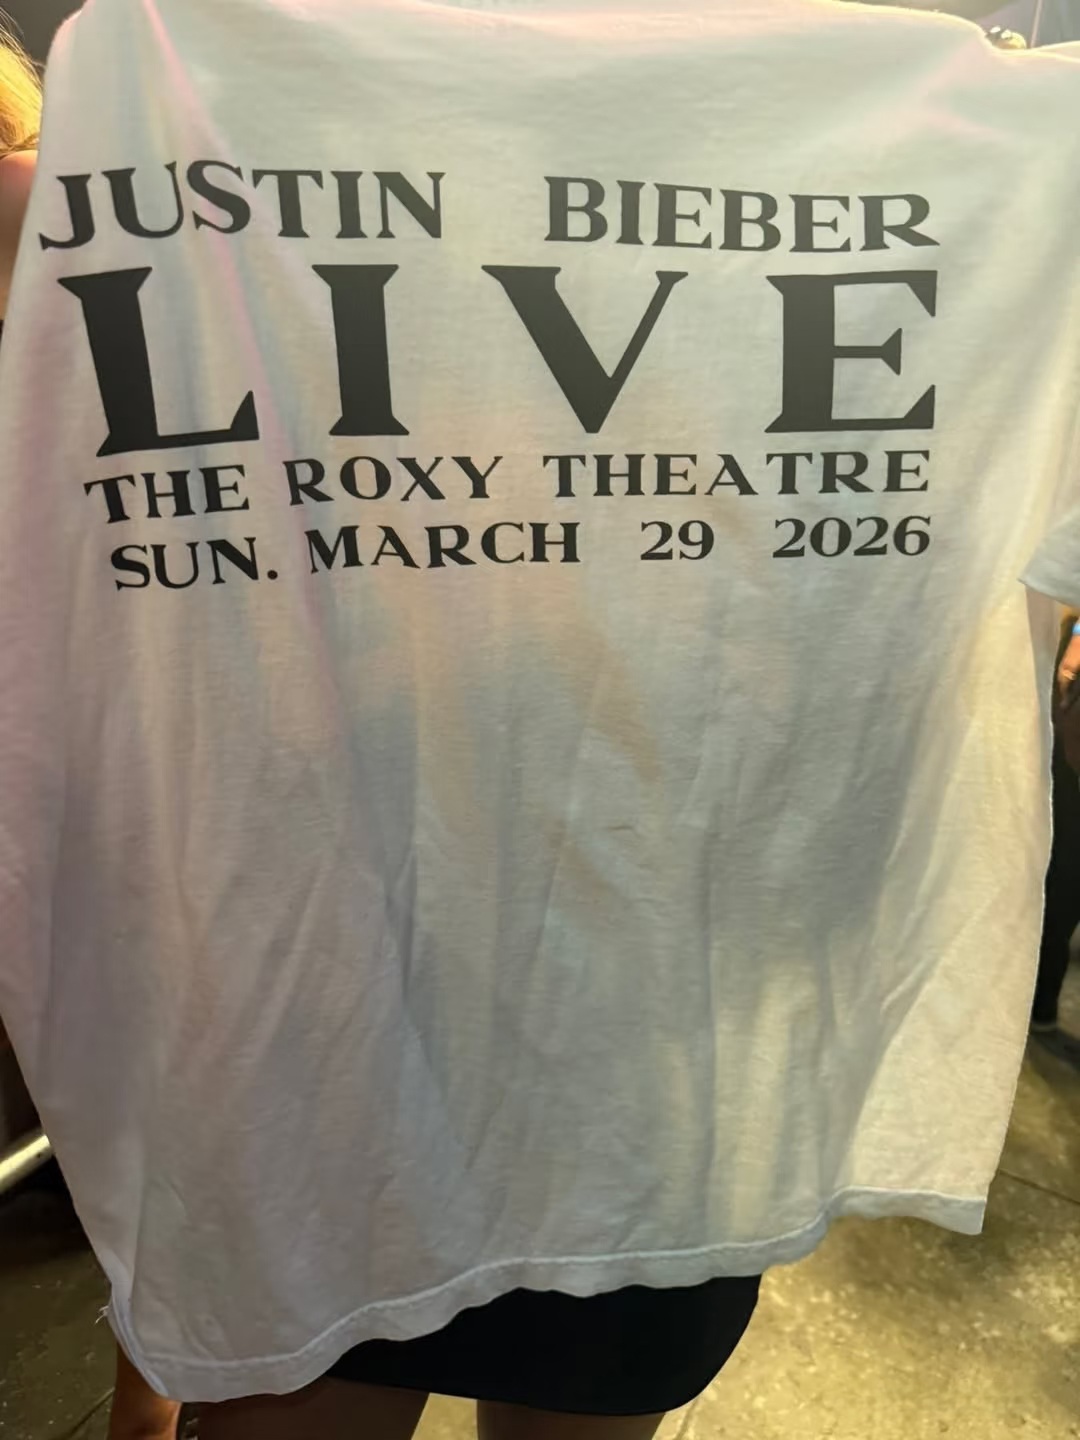 JUSTIN BIEBER
LIVE
THE ROXY THEATRE
SUN. MARCH 29 2026